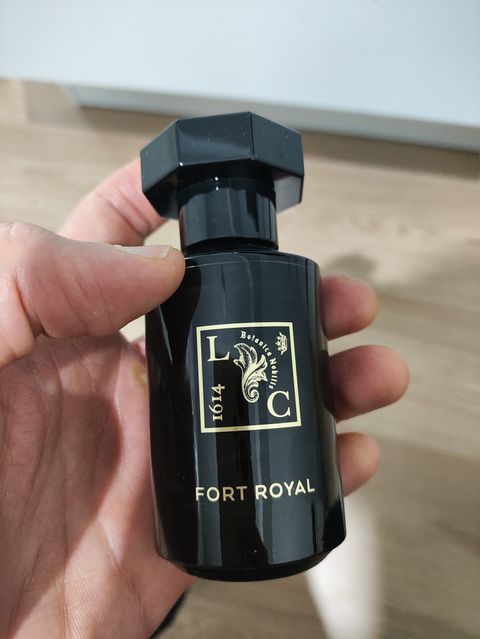 L
Botanica Nobilis
1614
C
FORT ROYAL